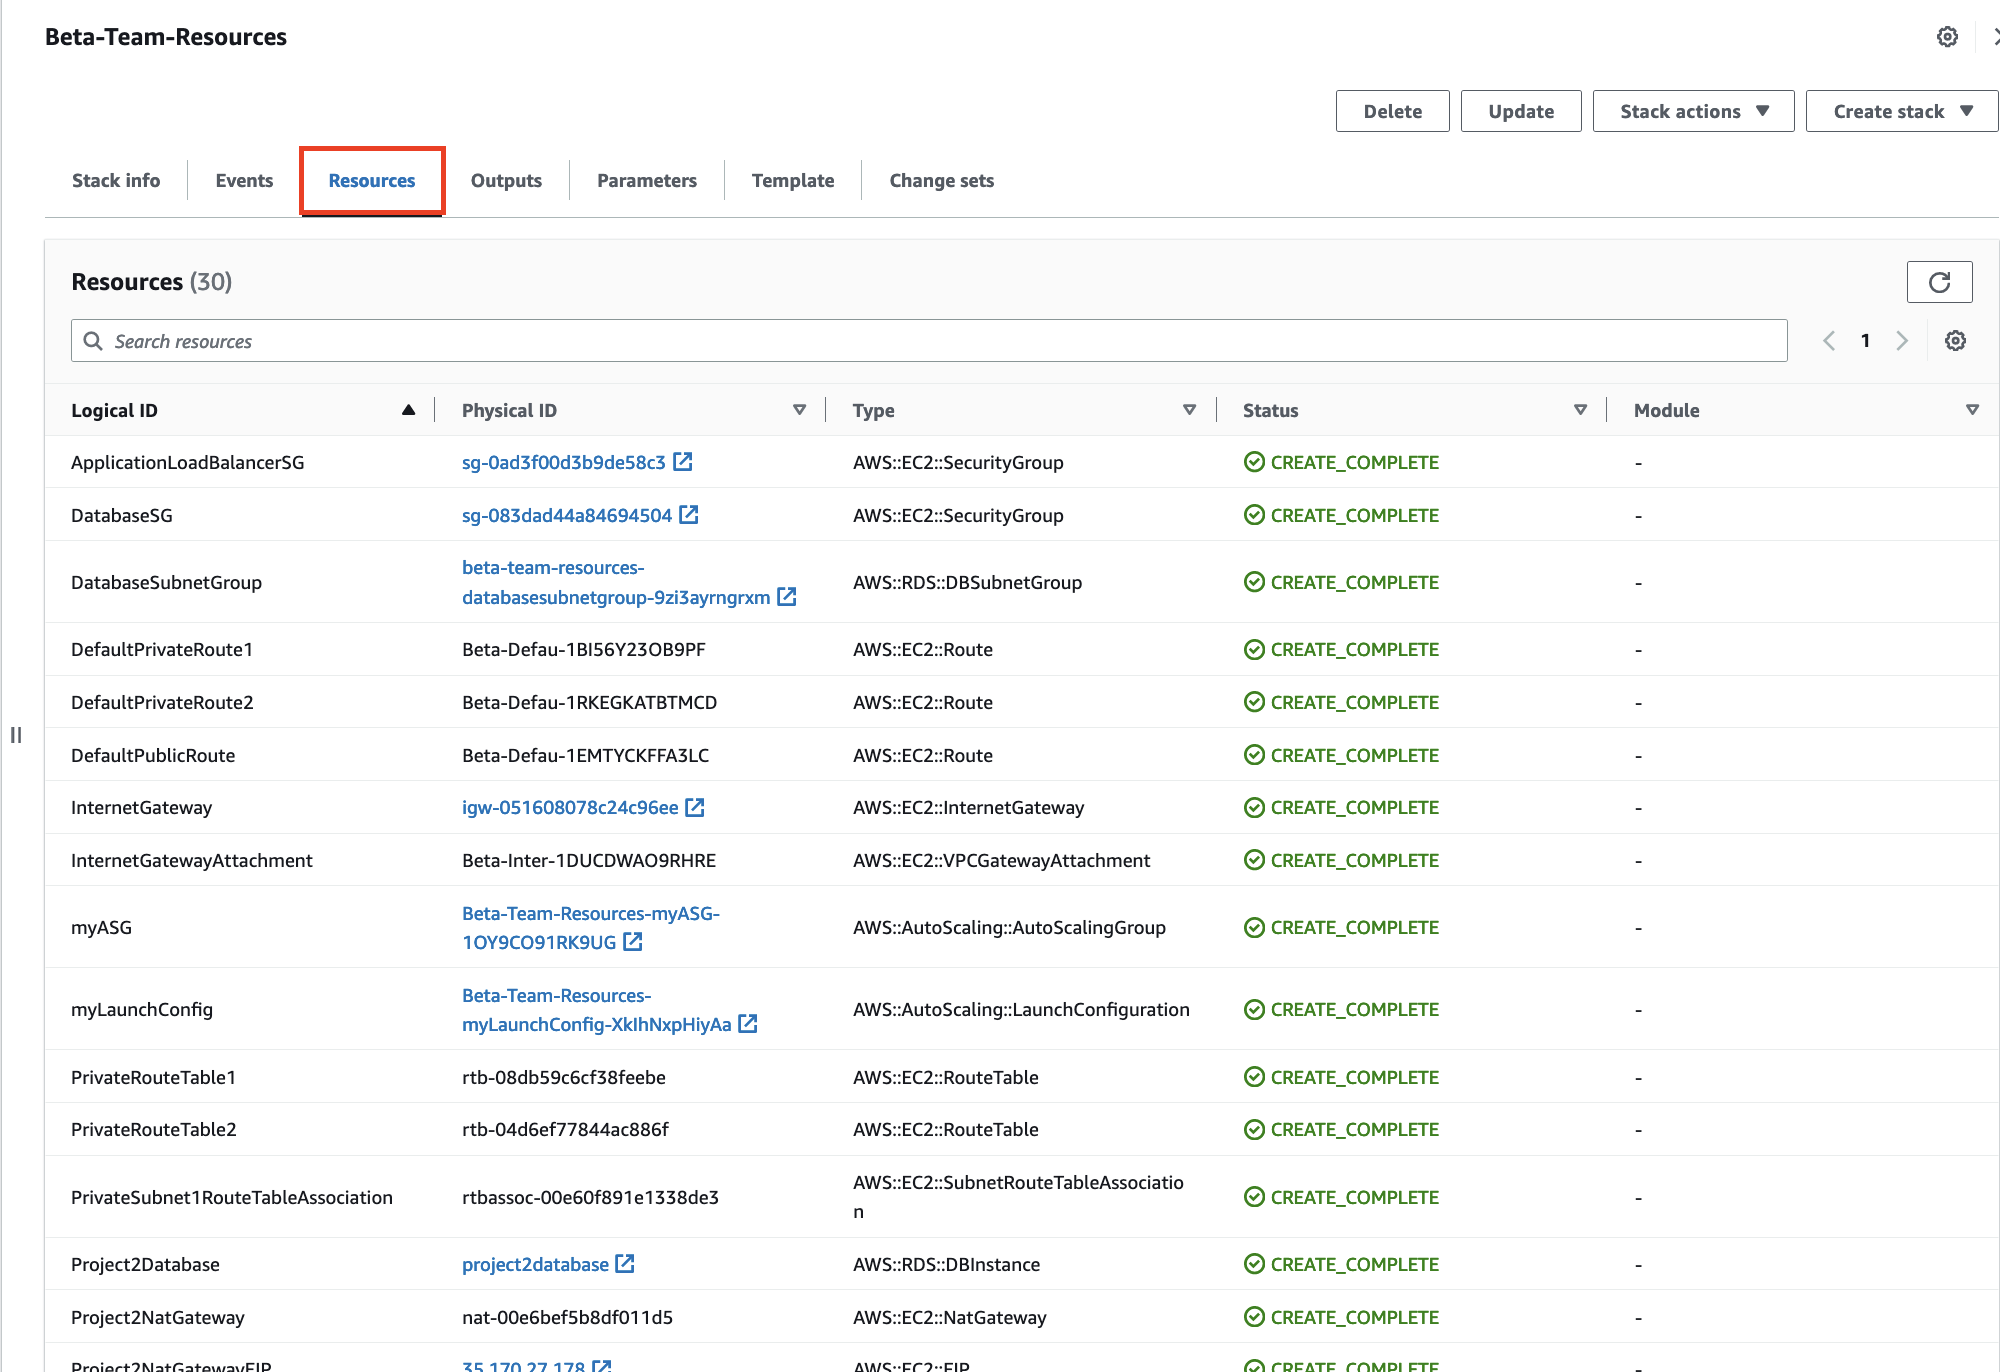 Beta-Team-Resources
Delete Update Stack actions Create stack
Stack info Events Resources Outputs Parameters Template Change sets
Resources (30)
Search resources 1
Logical ID Physical ID Type Status Module
ApplicationLoadBalancerSG sg-0ad3f00d3b9de58c3 AWS::EC2::SecurityGroup CREATE_COMPLETE -
DatabaseSG sg-083dad44a84694504 AWS::EC2::SecurityGroup CREATE_COMPLETE -
beta-team-resources-
DatabaseSubnetGroup databasesubnetgroup-9zi3ayrngrxm AWS::RDS::DBSubnetGroup CREATE_COMPLETE -
DefaultPrivateRoute1 Beta-Defau-1BI56Y23OB9PF AWS::EC2::Route CREATE_COMPLETE -
DefaultPrivateRoute2 Beta-Defau-1RKEGKATBTMCD AWS::EC2::Route CREATE_COMPLETE -
DefaultPublicRoute Beta-Defau-1EMTYCKFFA3LC AWS::EC2::Route CREATE_COMPLETE -
InternetGateway igw-051608078c24c96ee AWS::EC2::InternetGateway CREATE_COMPLETE -
InternetGatewayAttachment Beta-Inter-1DUCDWAO9RHRE AWS::EC2::VPCGatewayAttachment CREATE_COMPLETE -
Beta-Team-Resources-myASG-
myASG 1OY9CO91RK9UG AWS::AutoScaling::AutoScalingGroup CREATE_COMPLETE -
Beta-Team-Resources-
myLaunchConfig myLaunchConfig-XkIhNxpHiyAa AWS::AutoScaling::LaunchConfiguration CREATE_COMPLETE -
PrivateRouteTable1 rtb-08db59c6cf38feebe AWS::EC2::RouteTable CREATE_COMPLETE -
PrivateRouteTable2 rtb-04d6ef77844ac886f AWS::EC2::RouteTable CREATE_COMPLETE -
PrivateSubnet1RouteTableAssociation rtbassoc-00e60f891e1338de3 AWS::EC2::SubnetRouteTableAssociatio CREATE_COMPLETE -
n
Project2Database project2database AWS::RDS::DBInstance CREATE_COMPLETE -
Project2NatGateway nat-00e6bef5b8df011d5 AWS::EC2::NatGateway CREATE_COMPLETE -
Project2NatGatewayEIP 35.170.27.178 AWS::EC2::EIP CREATE_COMPLETE -